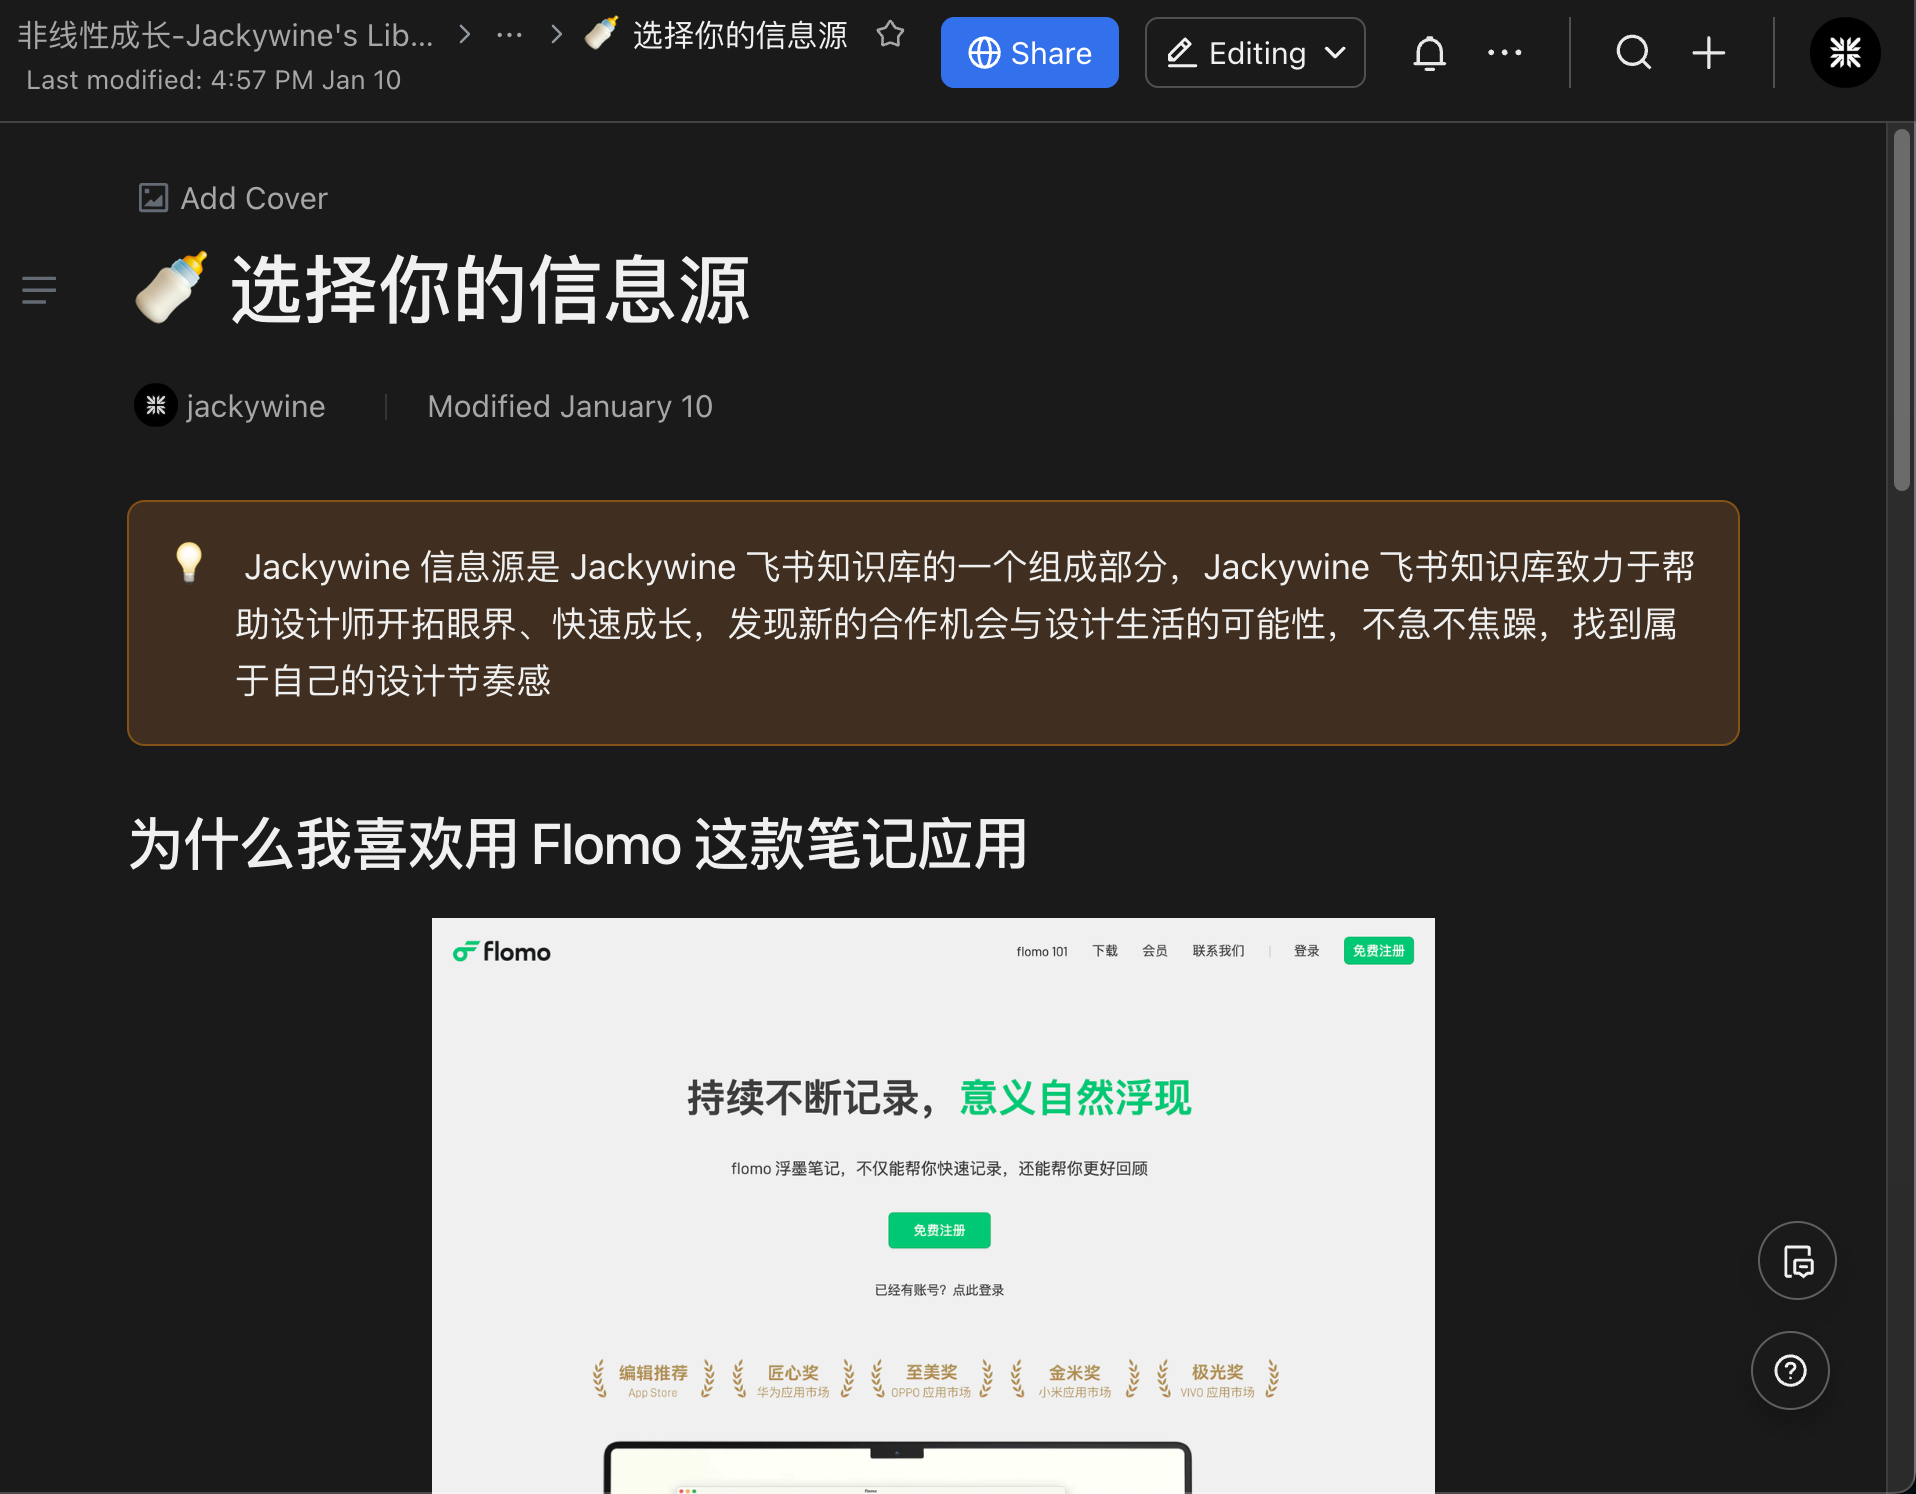 非线性成长-Jackywine's Lib...
选择你的信息源
Last modified: 4:57 PM Jan 10
Share
Editing
Add Cover
选择你的信息源
jackywine
Modified January 10
Jackywine 信息源是 Jackywine 飞书知识库的一个组成部分，Jackywine 飞书知识库致力于帮
助设计师开拓眼界、快速成长，发现新的合作机会与设计生活的可能性，不急不焦躁，找到属
于自己的设计节奏感
为什么我喜欢用 Flomo 这款笔记应用
flomo
flomo 101
下载
会员
联系我们
登录
免费注册
持续不断记录，意义自然浮现
flomo 浮墨笔记，不仅能帮你快速记录，还能帮你更好回顾
免费注册
已经有账号？点此登录
编辑推荐
App Store
匠心奖
华为应用市场
至美奖
OPPO 应用市场
金米奖
小米应用市场
极光奖
VIVO 应用市场
flomo